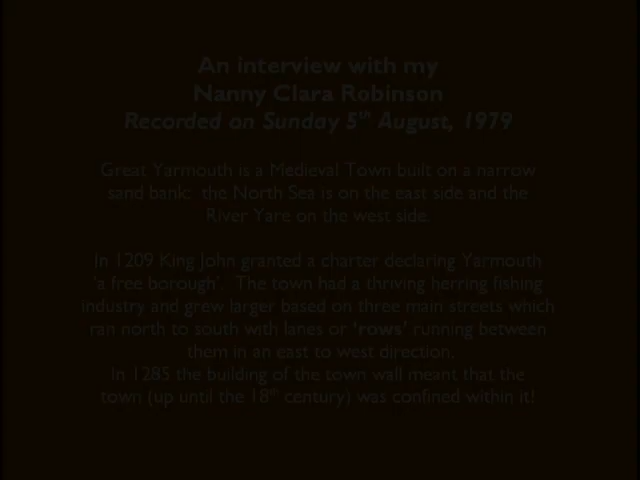 An interview with my
Nanny Clara Robinson
Recorded on Sunday 5th August, 1979
Great Yarmouth is a Medieval Town built on a narrow
sand bank: the North Sea is on the east side and the
River Yare on the west side.
In 1209 King John granted a charter declaring Yarmouth
'a free borough'. The town had a thriving herring fishing
industry and grew larger based on three main streets which
ran north to south with lanes or 'rows' running between
them in an east to west direction.
In 1285 the building of the town wall meant that the
town (up until the 18th century) was confined within it!